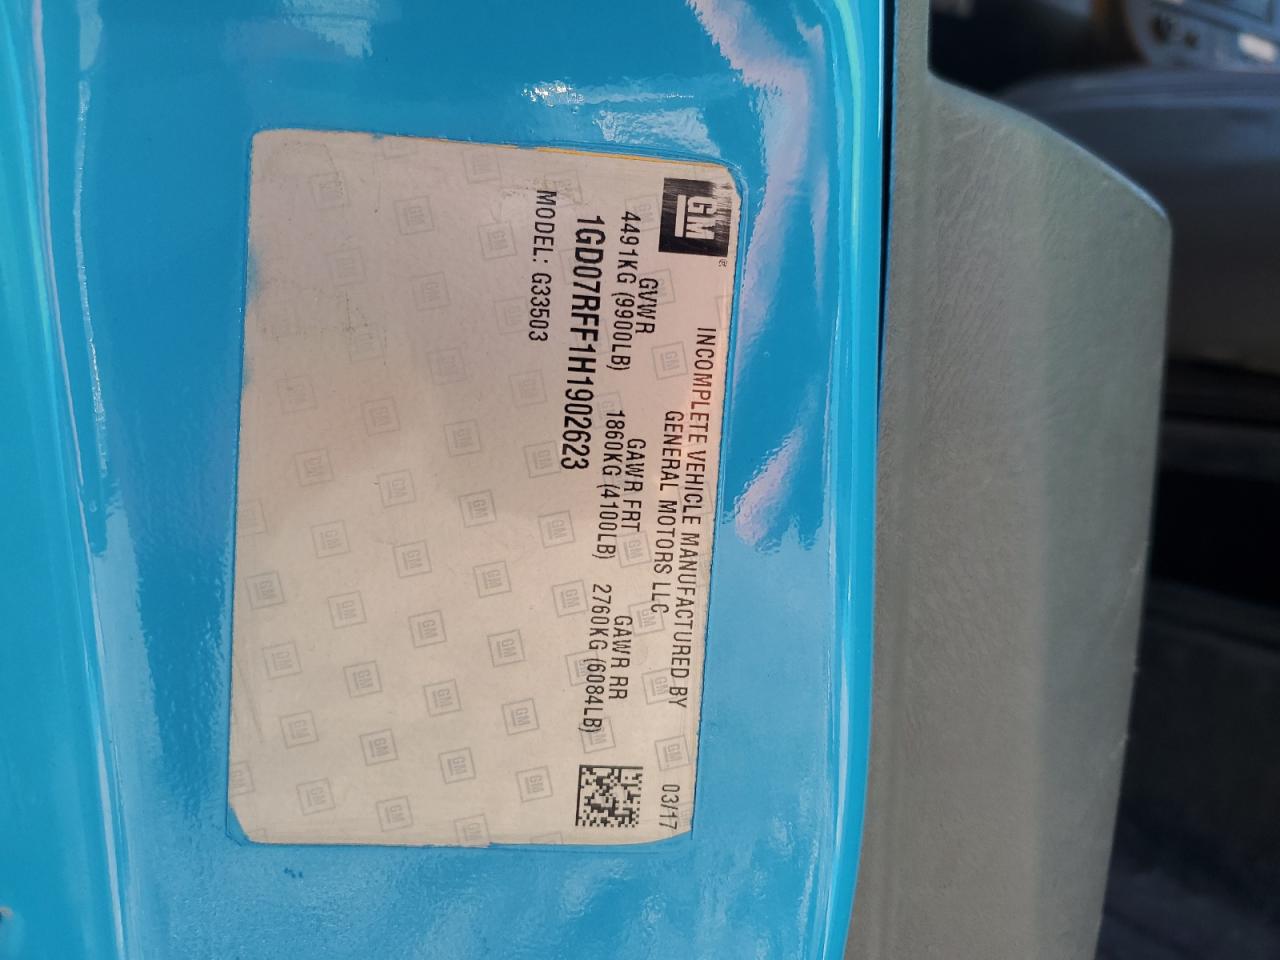 GM®
INCOMPLETE VEHICLE MANUFACTURED BY
GENERAL MOTORS LLC
03/17
GVWR GAWR FRT GAWR RR
4491KG (9900LB) 1860KG (4100LB) 2760KG (6084LB)
1GD07RFF1H1902623
MODEL: G33503